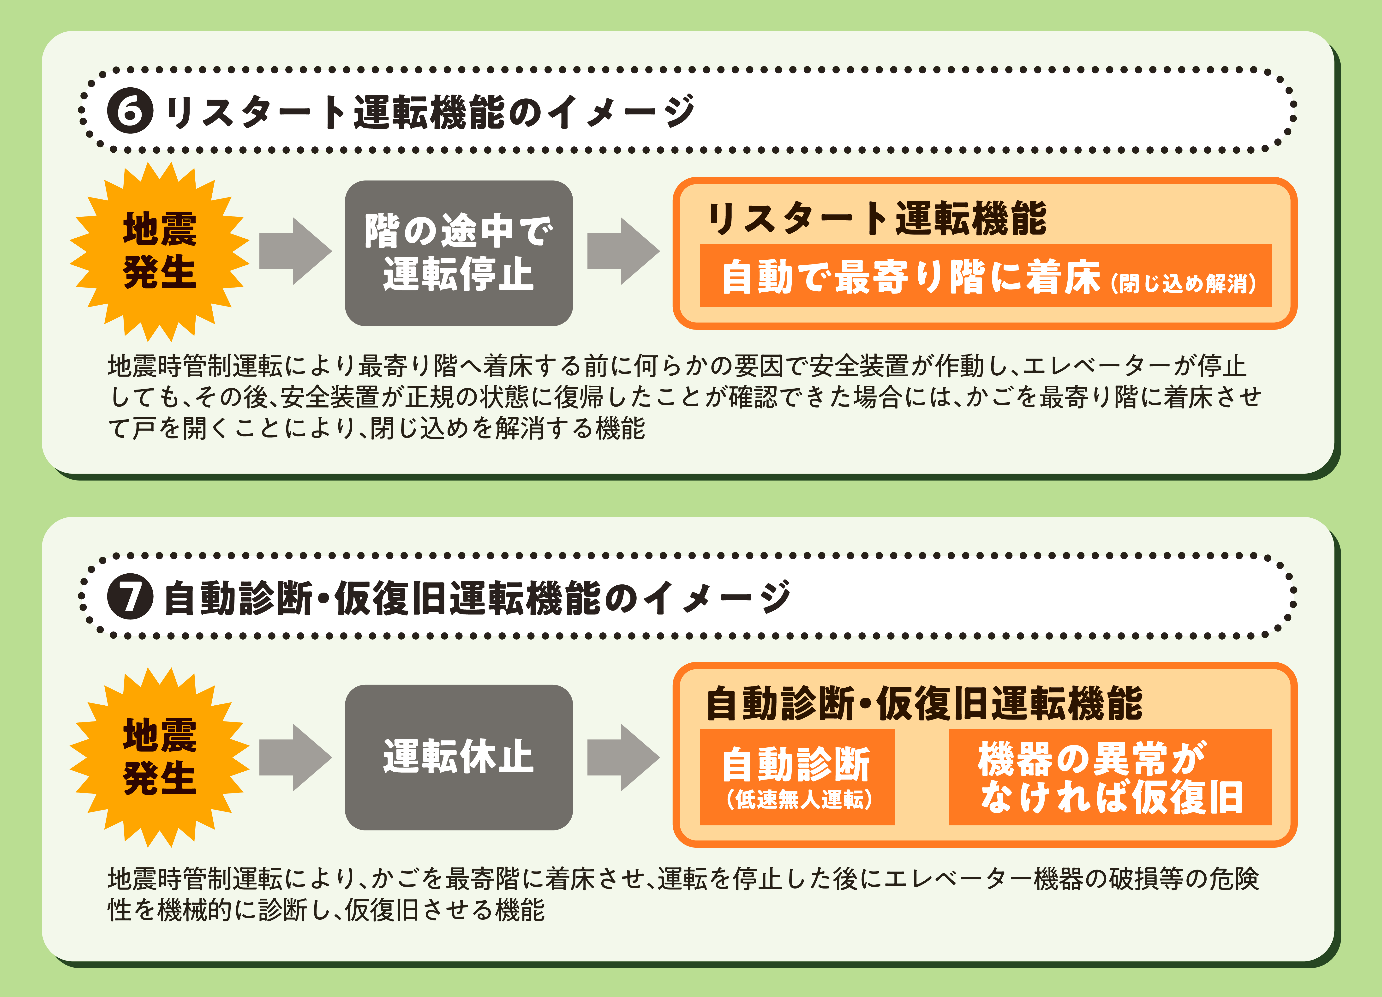 ❻リスタート運転機能のイメージ
地震
発生
階の途中で
運転停止
リスタート運転機能
自動で最寄り階に着床(閉じ込め解消)
地震時管制運転により最寄り階へ着床する前に何らかの要因で安全装置が作動し、エレベーターが停止
しても、その後、安全装置が正規の状態に復帰したことが確認できた場合には、かごを最寄り階に着床させ
て戸を開くことにより、閉じ込めを解消する機能
❼自動診断・仮復旧運転機能のイメージ
地震
発生
運転休止
自動診断・仮復旧運転機能
自動診断
(低速無人運転)
機器の異常が
なければ仮復旧
地震時管制運転により、かごを最寄階に着床させ、運転を停止した後にエレベーター機器の破損等の危険
性を機械的に診断し、仮復旧させる機能